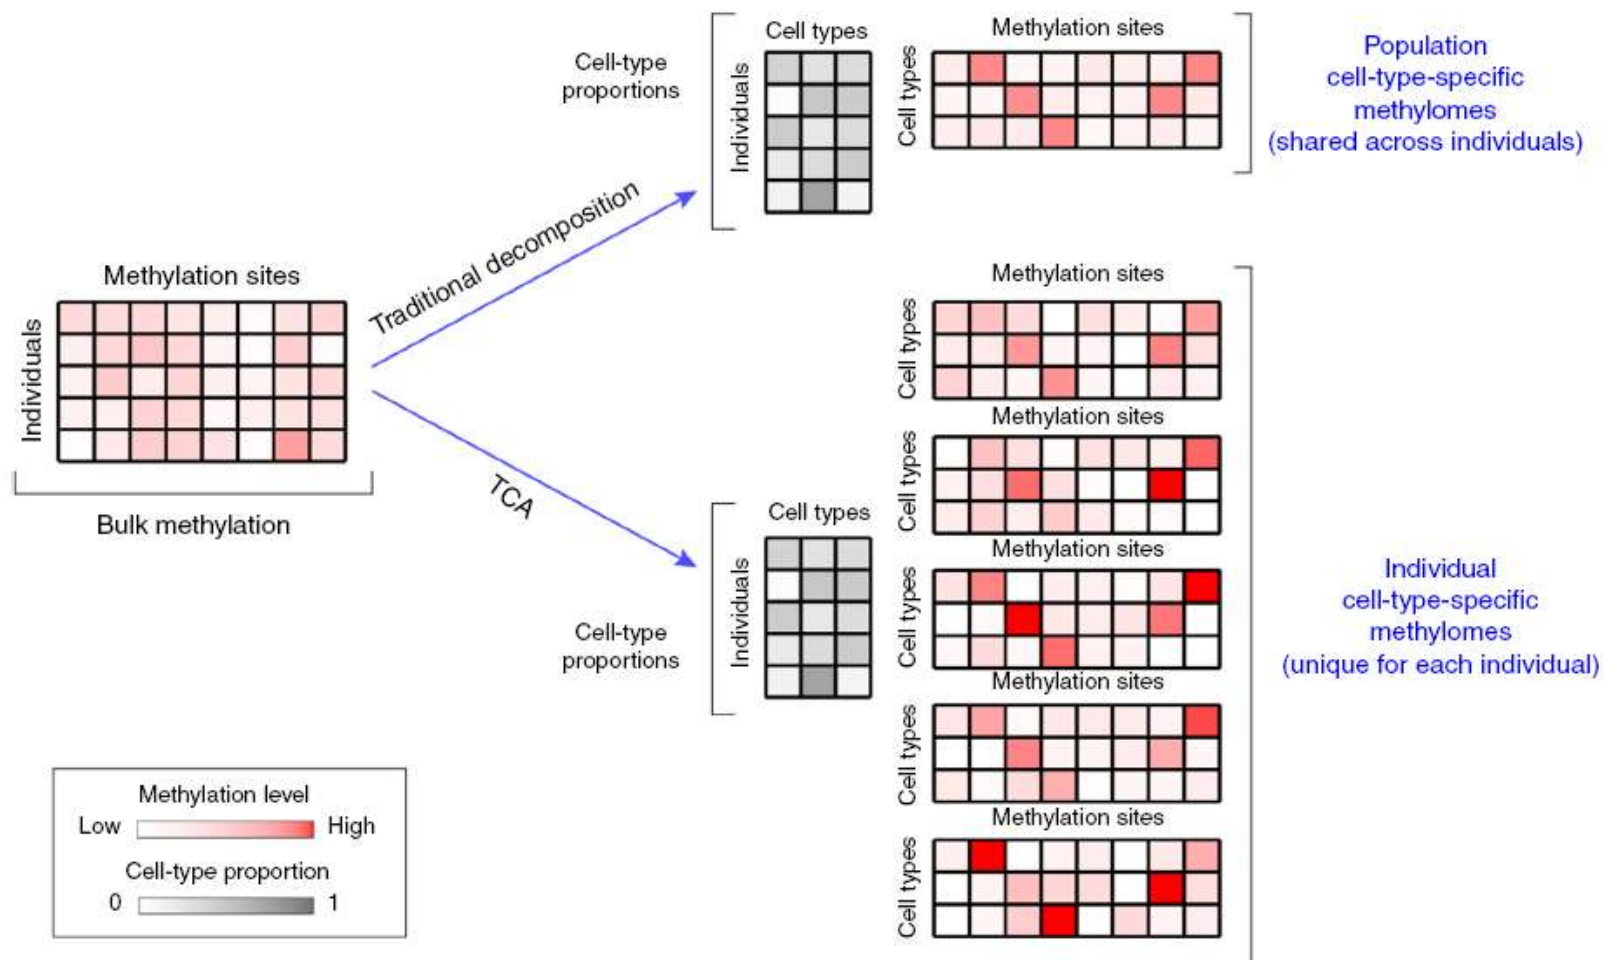 Cell types
Methylation sites
Cell-type
proportions
Individuals
Cell types
Population
cell-type-specific
methylomes
(shared across individuals)
Traditional decomposition
Methylation sites
Individuals
Bulk methylation
TCA
Cell types
Cell-type
proportions
Individuals
Methylation sites
Cell types
Methylation sites
Cell types
Methylation sites
Cell types
Methylation sites
Cell types
Methylation sites
Cell types
Individual
cell-type-specific
methylomes
(unique for each individual)
Methylation level
Low High
Cell-type proportion
0 1